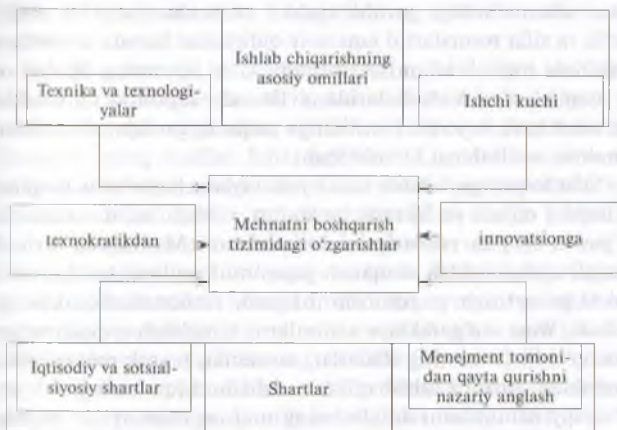 Ishlab chiqarishning
asosiy omillari
Texnika va texnologi-
yalar
Ishchi kuchi
Mehnatni boshqarish
tizimidagi o'zgarishlar
texnokratikdan
innovatsionga
Iqtisodiy va sotsial-
siyosiy shartlar
Shartlar
Menejment tomoni-
dan qayta qurishni
nazariy anglash